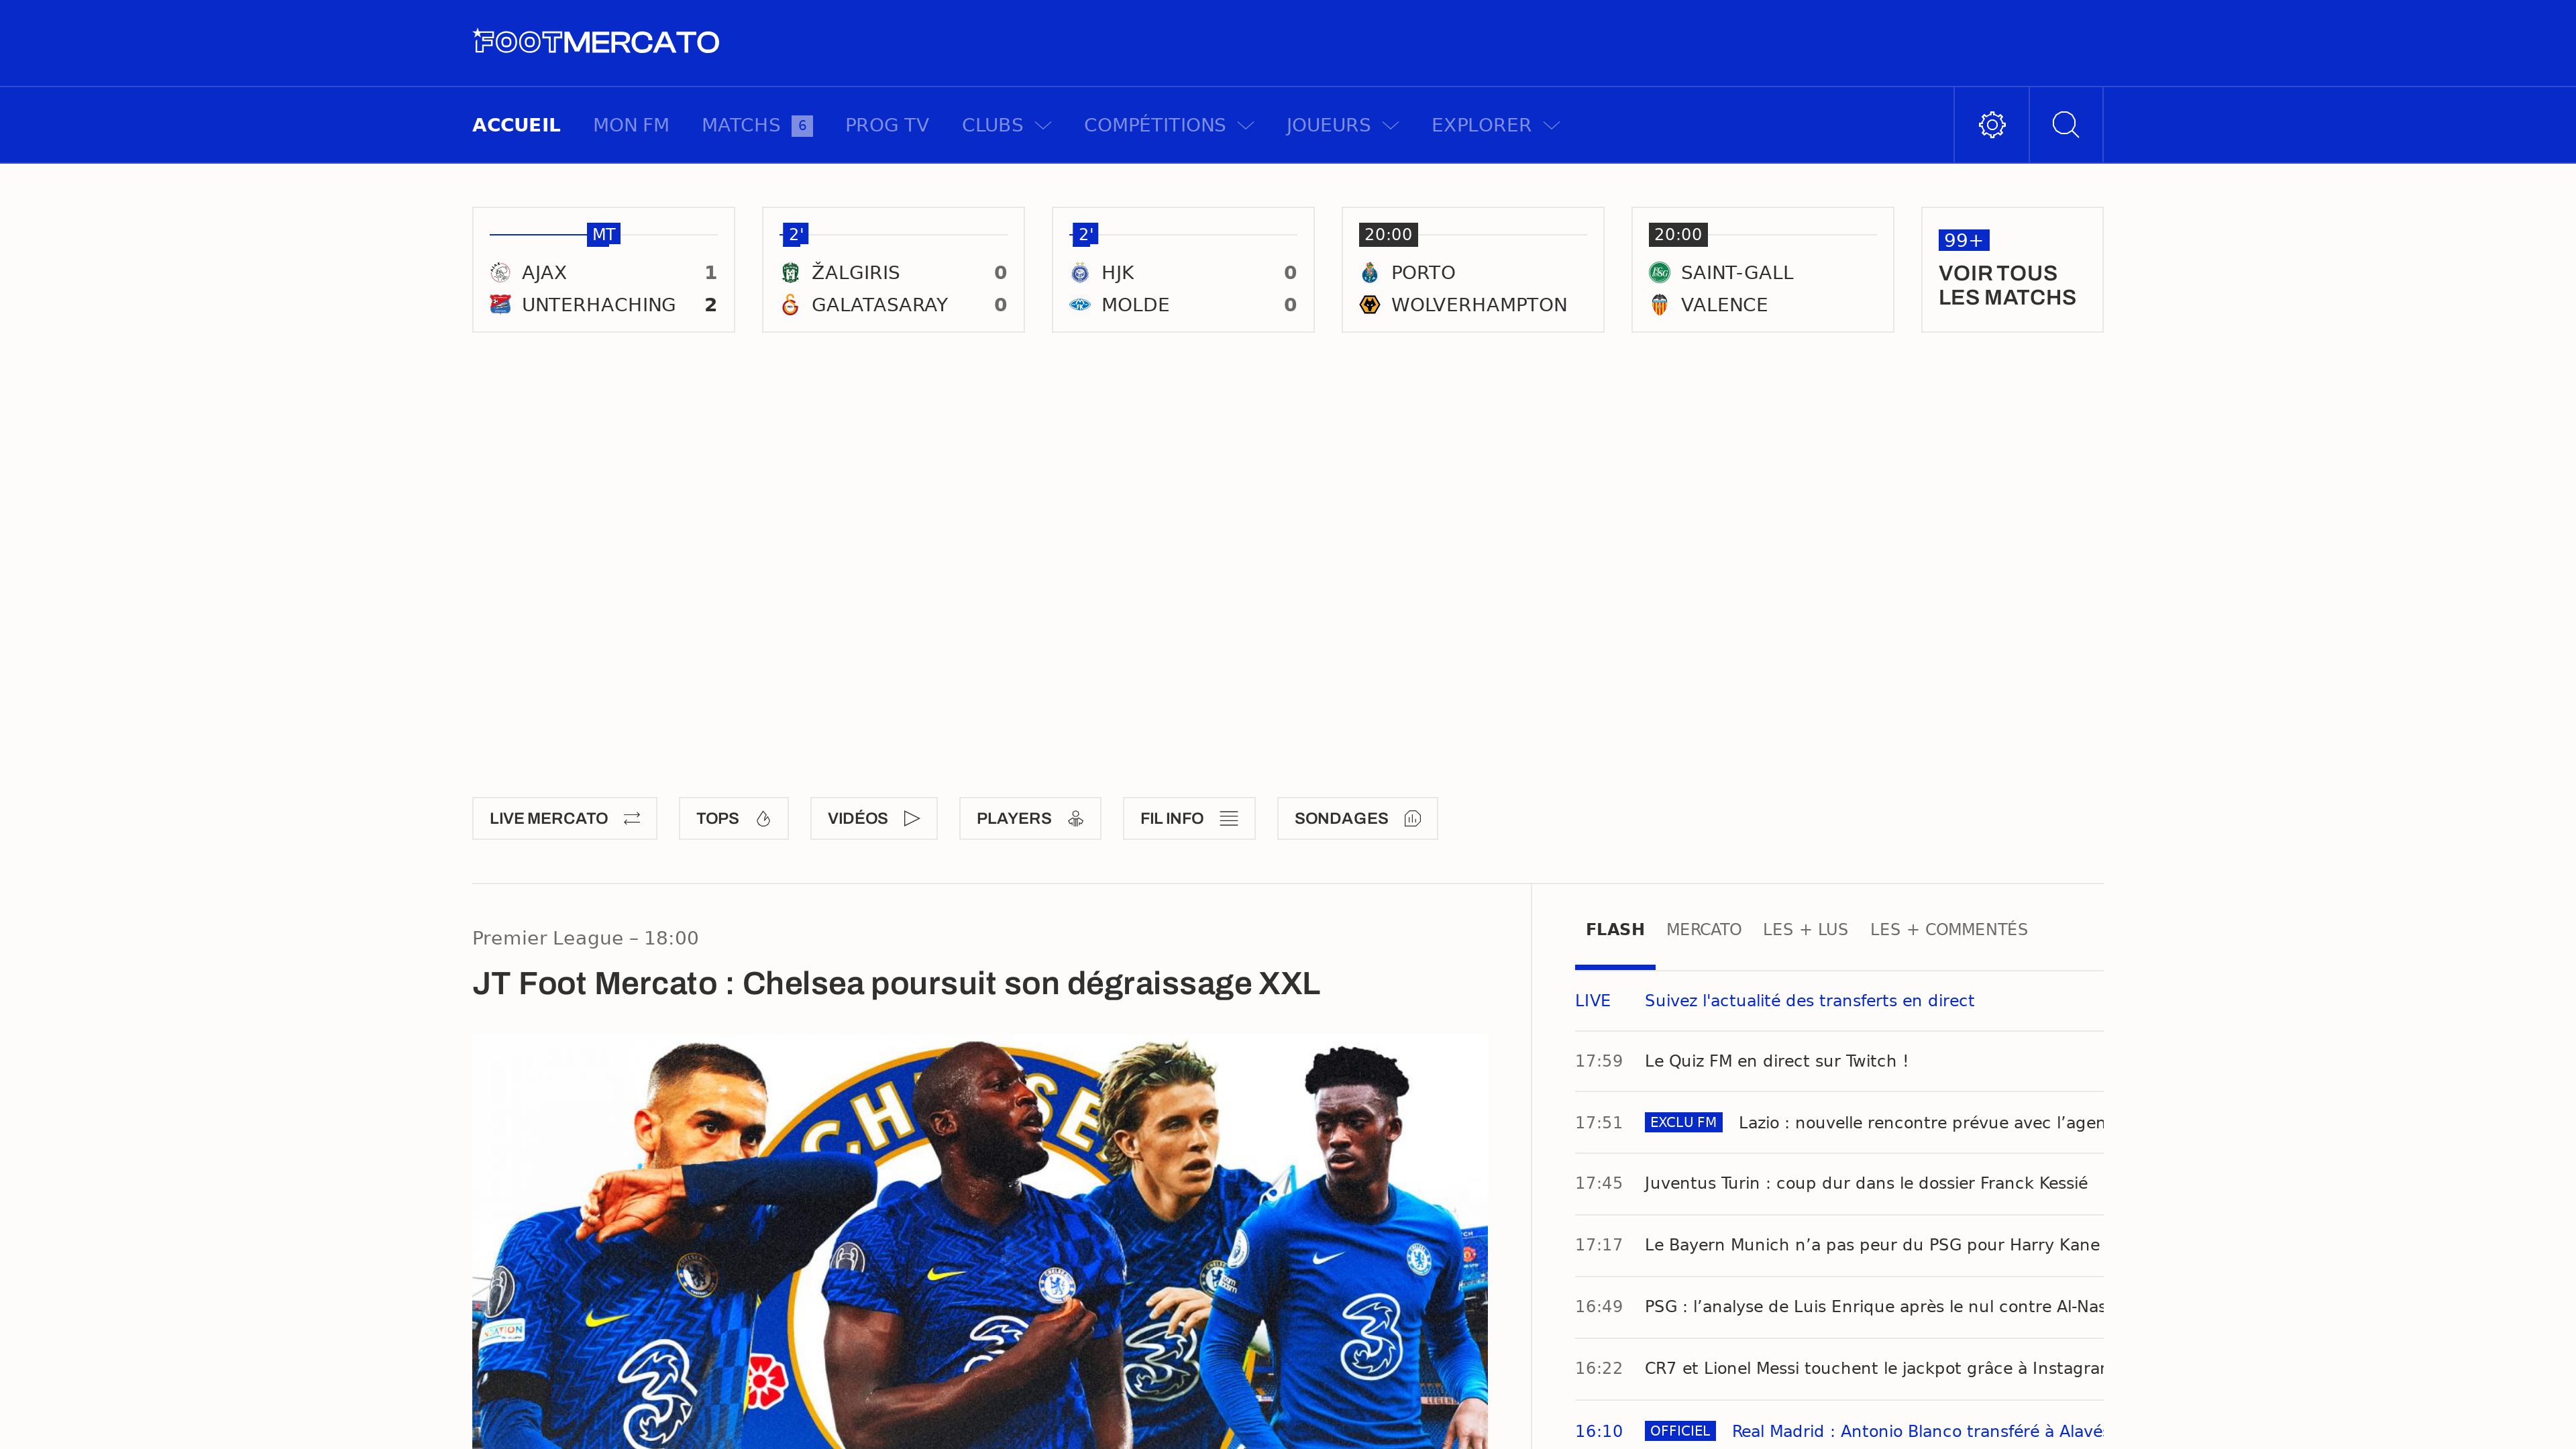 FOOTMERCATO
ACCUEIL MON FM MATCHS 6 PROG TV CLUBS COMPÉTITIONS JOUEURS EXPLORER
MT
AJAX 1
UNTERHACHING 2
2'
ŽALGIRIS 0
GALATASARAY 0
2'
HJK 0
MOLDE 0
20:00
PORTO
WOLVERHAMPTON
20:00
SAINT-GALL
VALENCE
99+
VOIR TOUS
LES MATCHS
LIVE MERCATO TOPS VIDÉOS PLAYERS FIL INFO SONDAGES
Premier League – 18:00
JT Foot Mercato : Chelsea poursuit son dégraissage XXL
FLASH MERCATO LES + LUS LES + COMMENTÉS
LIVE Suivez l'actualité des transferts en direct
17:59 Le Quiz FM en direct sur Twitch !
17:51 EXCLU FM Lazio : nouvelle rencontre prévue avec l’agen
17:45 Juventus Turin : coup dur dans le dossier Franck Kessié
17:17 Le Bayern Munich n’a pas peur du PSG pour Harry Kane
16:49 PSG : l’analyse de Luis Enrique après le nul contre Al-Nas
16:22 CR7 et Lionel Messi touchent le jackpot grâce à Instagra
16:10 OFFICIEL Real Madrid : Antonio Blanco transféré à Alavés